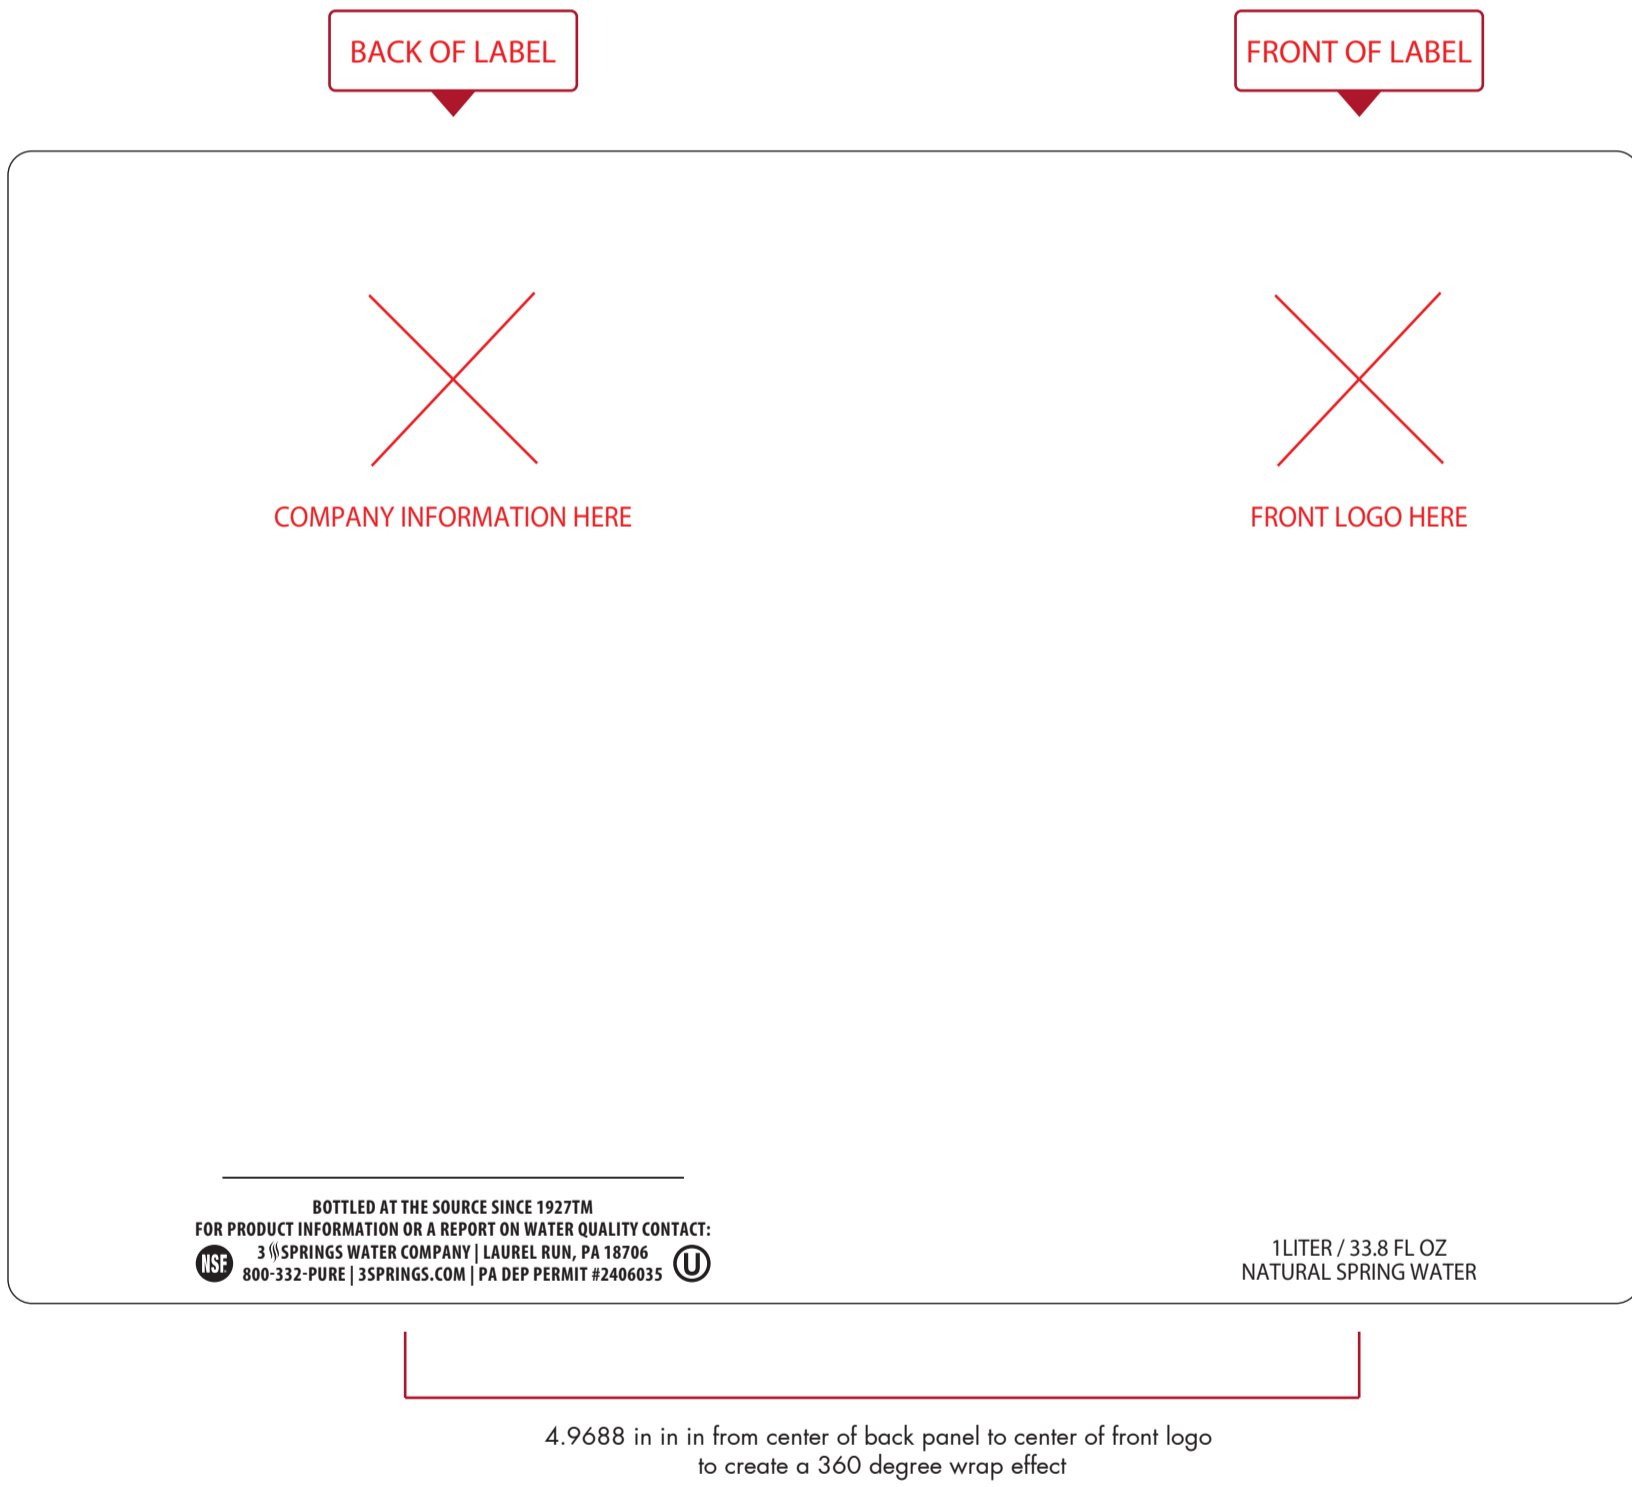 BACK OF LABEL
FRONT OF LABEL
COMPANY INFORMATION HERE
FRONT LOGO HERE
BOTTLED AT THE SOURCE SINCE 1927TM
FOR PRODUCT INFORMATION OR A REPORT ON WATER QUALITY CONTACT:
3 SPRINGS WATER COMPANY | LAUREL RUN, PA 18706
800-332-PURE | 3SPRINGS.COM | PA DEP PERMIT #2406035
NSF
U
1LITER / 33.8 FL OZ
NATURAL SPRING WATER
4.9688 in in in from center of back panel to center of front logo
to create a 360 degree wrap effect